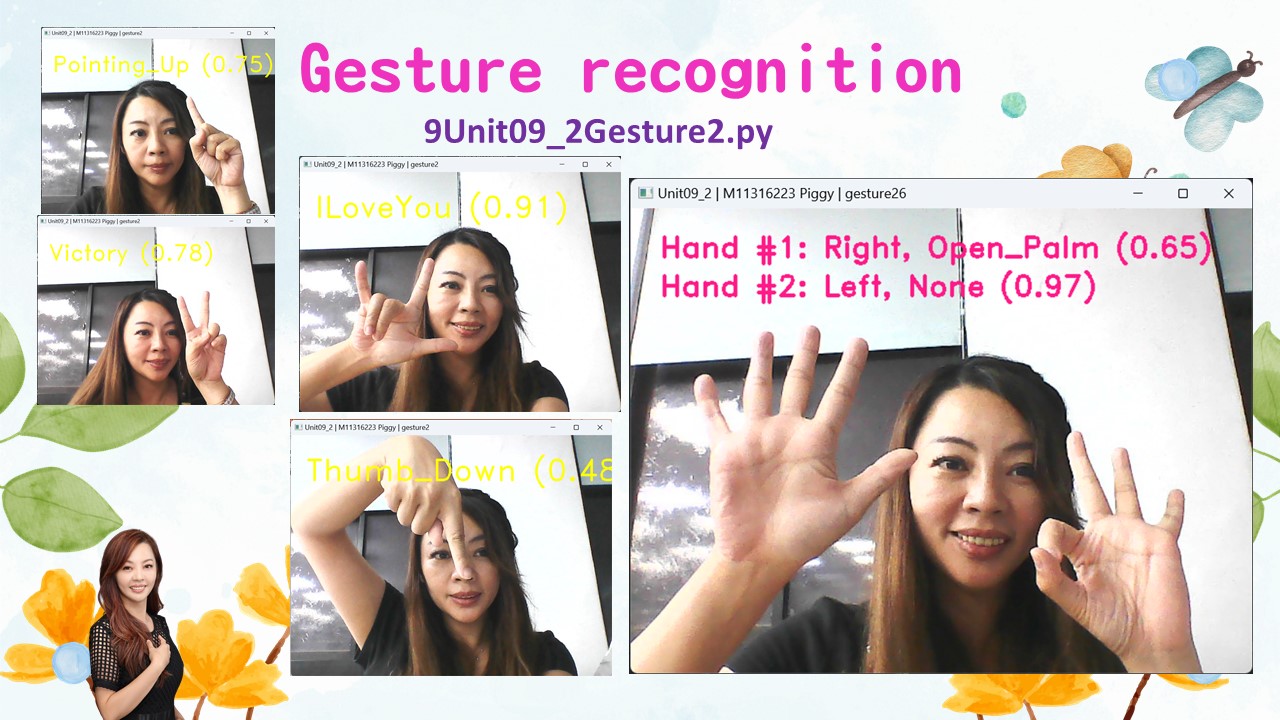 Gesture recognition
9Unit09_2Gesture2.py
Unit09_2 | M11316223 Piggy | gesture2
Pointing_Up (0.75)
Unit09_2 | M11316223 Piggy | gesture2
Victory (0.78)
Unit09_2 | M11316223 Piggy | gesture2
ILoveYou (0.91)
Unit09_2 | M11316223 Piggy | gesture2
Thumb_Down (0.48
Unit09_2 | M11316223 Piggy | gesture26
Hand #1: Right, Open_Palm (0.65)
Hand #2: Left, None (0.97)